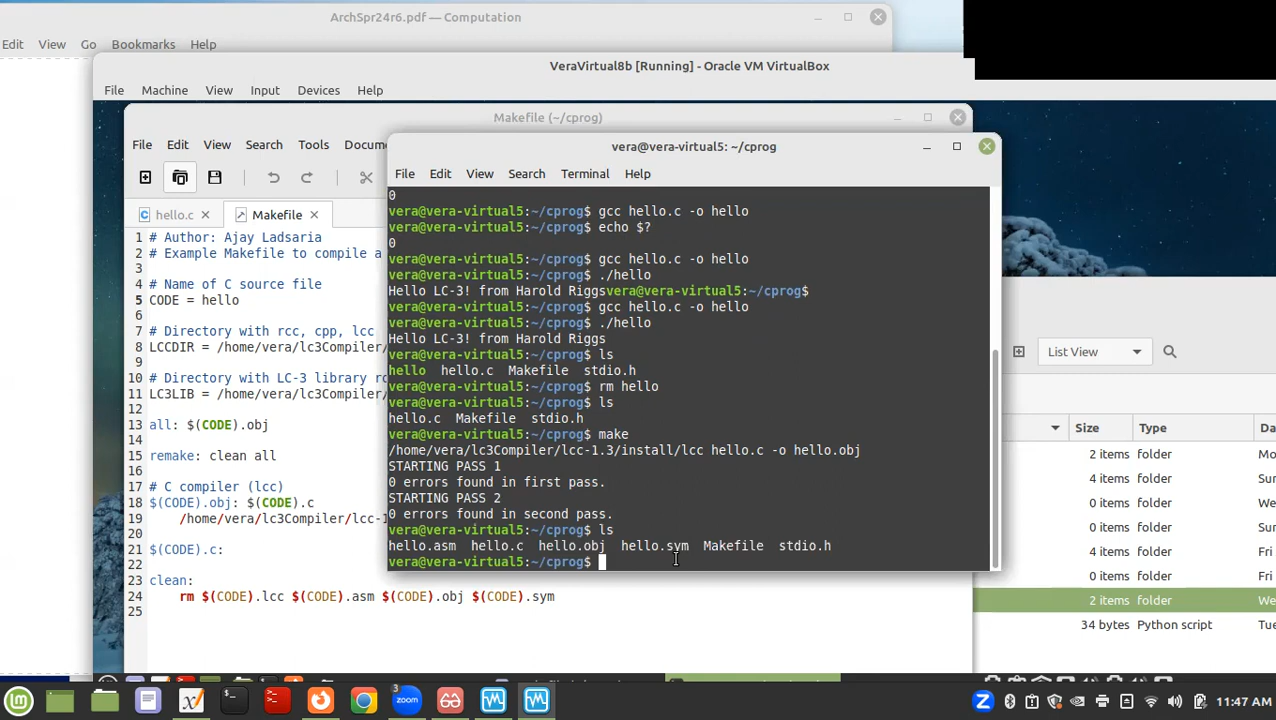 ArchSpr24r6.pdf — Computation
Edit View Go Bookmarks Help
VeraVirtual8b [Running] - Oracle VM VirtualBox
File Machine View Input Devices Help
Makefile (~/cprog)
File Edit View Search Tools Docume
hello.c
Makefile
1 # Author: Ajay Ladsaria
2 # Example Makefile to compile a
3
4 # Name of C source file
5 CODE = hello
6
7 # Directory with rcc, cpp, lcc
8 LCCDIR = /home/vera/lc3Compiler/
9
10 # Directory with LC-3 library ro
11 LC3LIB = /home/vera/lc3Compiler/
12
13 all: $(CODE).obj
14
15 remake: clean all
16
17 # C compiler (lcc)
18 $(CODE).obj: $(CODE).c
19 /home/vera/lc3Compiler/lcc-1
20
21 $(CODE).c:
22
23 clean:
24 rm $(CODE).lcc $(CODE).asm $(CODE).obj $(CODE).sym
25
vera@vera-virtual5: ~/cprog
File Edit View Search Terminal Help
0
vera@vera-virtual5:~/cprog$ gcc hello.c -o hello
vera@vera-virtual5:~/cprog$ echo $?
0
vera@vera-virtual5:~/cprog$ gcc hello.c -o hello
vera@vera-virtual5:~/cprog$ ./hello
Hello LC-3! from Harold Riggsvera@vera-virtual5:~/cprog$
vera@vera-virtual5:~/cprog$ gcc hello.c -o hello
vera@vera-virtual5:~/cprog$ ./hello
Hello LC-3! from Harold Riggs
vera@vera-virtual5:~/cprog$ ls
hello hello.c Makefile stdio.h
vera@vera-virtual5:~/cprog$ rm hello
vera@vera-virtual5:~/cprog$ ls
hello.c Makefile stdio.h
vera@vera-virtual5:~/cprog$ make
/home/vera/lc3Compiler/lcc-1.3/install/lcc hello.c -o hello.obj
STARTING PASS 1
0 errors found in first pass.
STARTING PASS 2
0 errors found in second pass.
vera@vera-virtual5:~/cprog$ ls
hello.asm hello.c hello.obj hello.sym Makefile stdio.h
vera@vera-virtual5:~/cprog$
List View
Size Type Da
2 items folder Mo
4 items folder Sur
0 items folder Sur
4 items folder Fri
0 items folder Fri
2 items folder We
34 bytes Python script Tue
3
zoom
11:47 AM